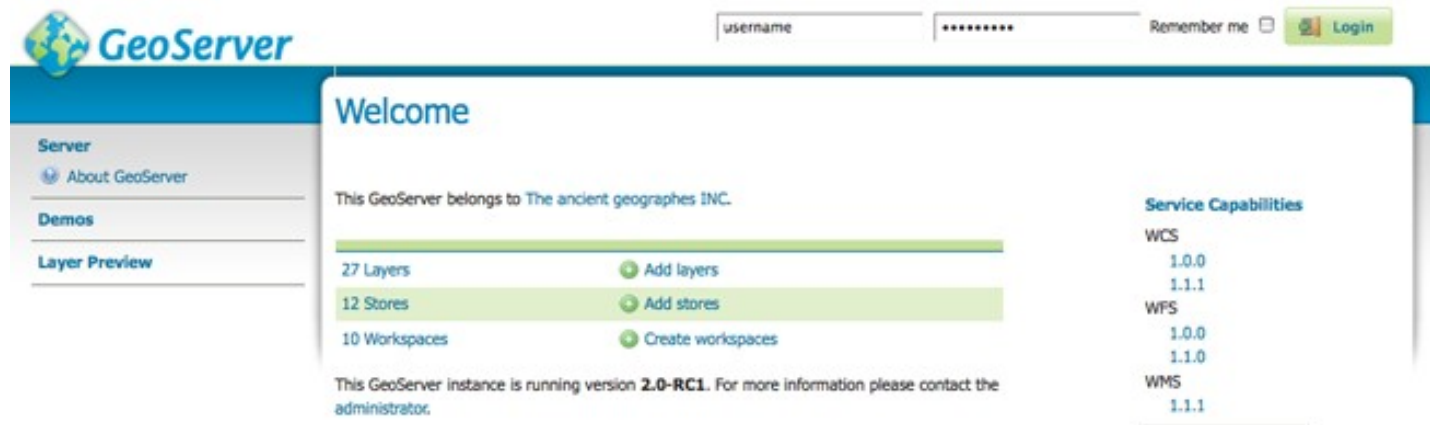 GeoServer
username
•••••••••
Remember me
Login
Welcome
Server
About GeoServer
Demos
Layer Preview
This GeoServer belongs to The ancient geographes INC.
27 Layers Add layers
12 Stores Add stores
10 Workspaces Create workspaces
This GeoServer instance is running version 2.0-RC1. For more information please contact the
administrator.
Service Capabilities
WCS
1.0.0
1.1.1
WFS
1.0.0
1.1.0
WMS
1.1.1